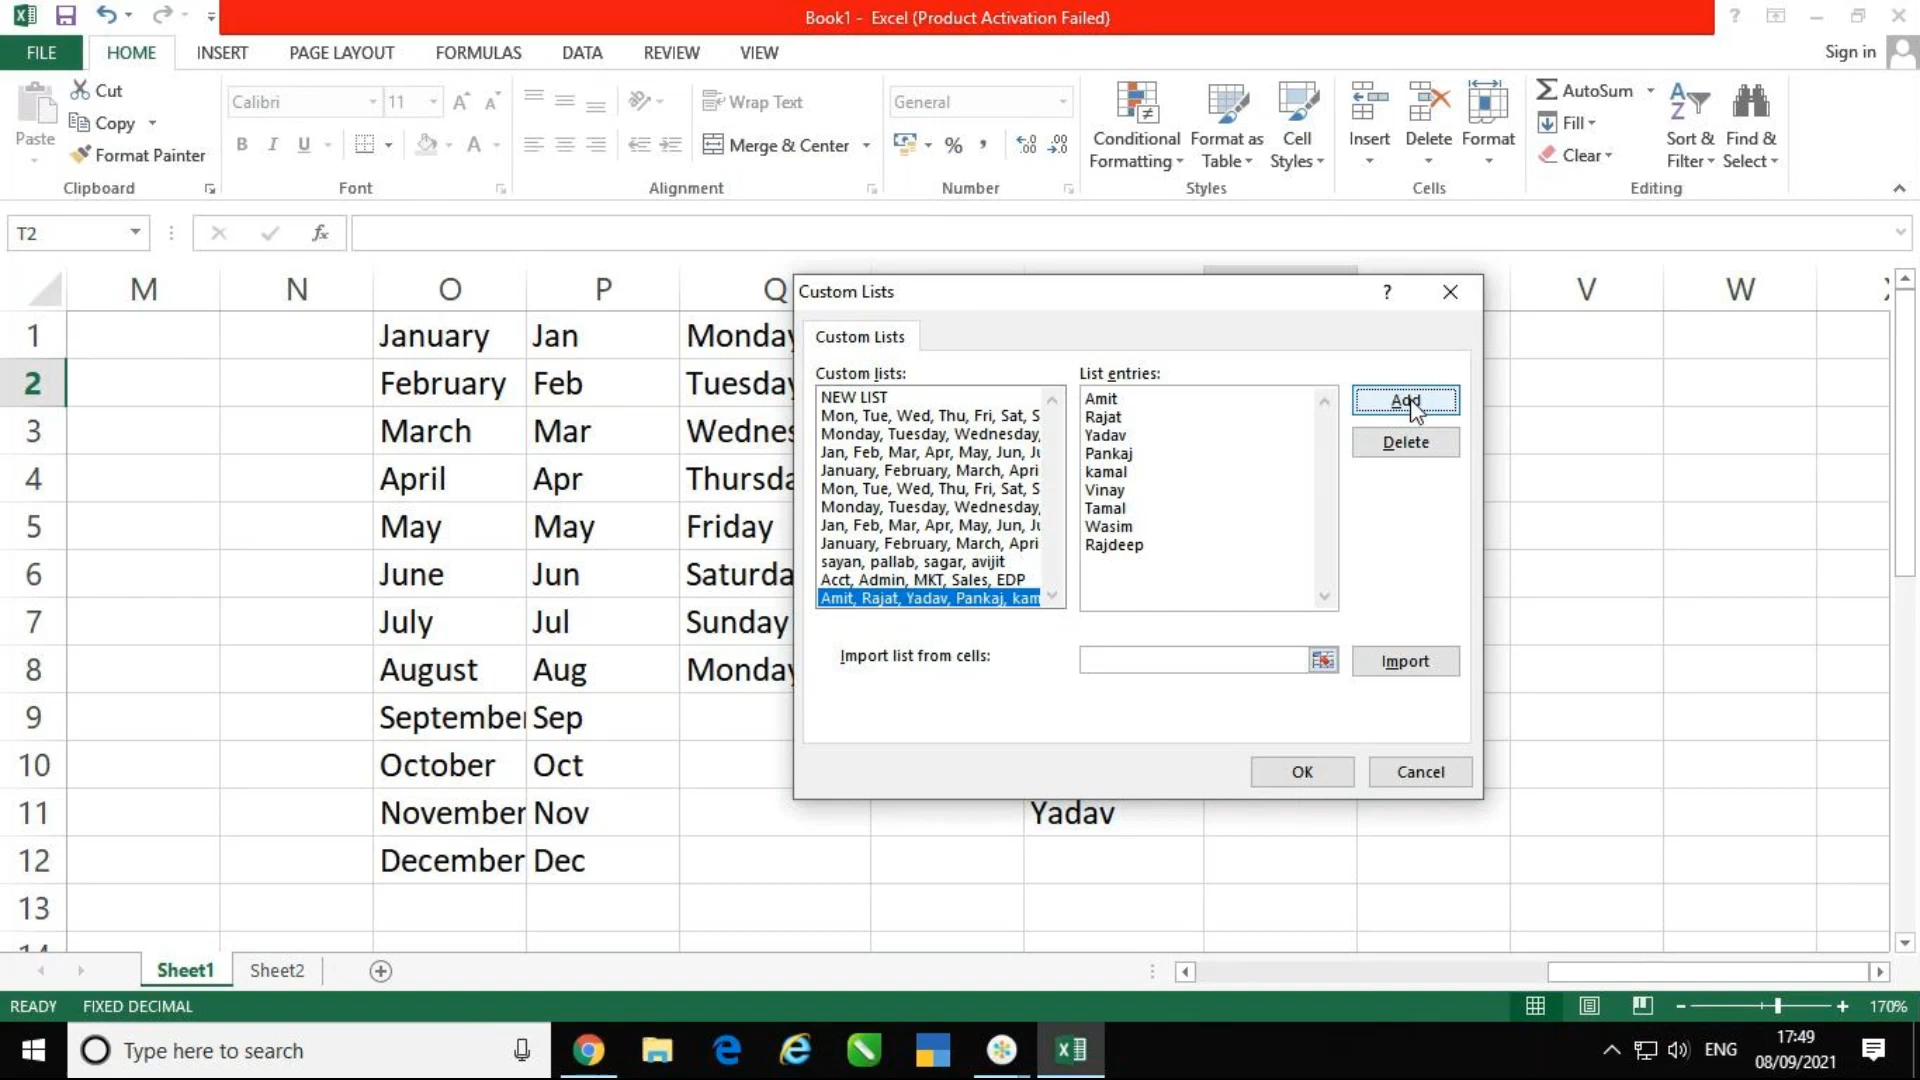 Book1 - Excel (Product Activation Failed)
FILE HOME INSERT PAGE LAYOUT FORMULAS DATA REVIEW VIEW Sign in
Paste
Cut
Copy
Format Painter
Clipboard
Calibri 11
B I U A
Font
Wrap Text
Merge & Center
Alignment
General
% ,
Number
Conditional Formatting
Format as Table
Cell Styles
Styles
Insert Delete Format
Cells
AutoSum
Fill
Clear
Sort & Filter
Find & Select
Editing
T2 fx
M N O P Q V W
1 January Jan Monday
2 February Feb Tuesday
3 March Mar Wednes
4 April Apr Thursda
5 May May Friday
6 June Jun Saturda
7 July Jul Sunday
8 August Aug Monday
9 September Sep
10 October Oct
11 November Nov Yadav
12 December Dec
13
14
Custom Lists ?
Custom Lists
Custom lists:
NEW LIST
Mon, Tue, Wed, Thu, Fri, Sat, S
Monday, Tuesday, Wednesday,
Jan, Feb, Mar, Apr, May, Jun, Ju
January, February, March, Apri
Mon, Tue, Wed, Thu, Fri, Sat, S
Monday, Tuesday, Wednesday,
Jan, Feb, Mar, Apr, May, Jun, Ju
January, February, March, Apri
sayan, pallab, sagar, avijit
Acct, Admin, MKT, Sales, EDP
Amit, Rajat, Yadav, Pankaj, kam
List entries:
Amit
Rajat
Yadav
Pankaj
kamal
Vinay
Tamal
Wasim
Rajdeep
Add
Delete
Import list from cells:
Import
OK Cancel
Sheet1 Sheet2
READY FIXED DECIMAL 170%
Type here to search
ENG
17:49
08/09/2021